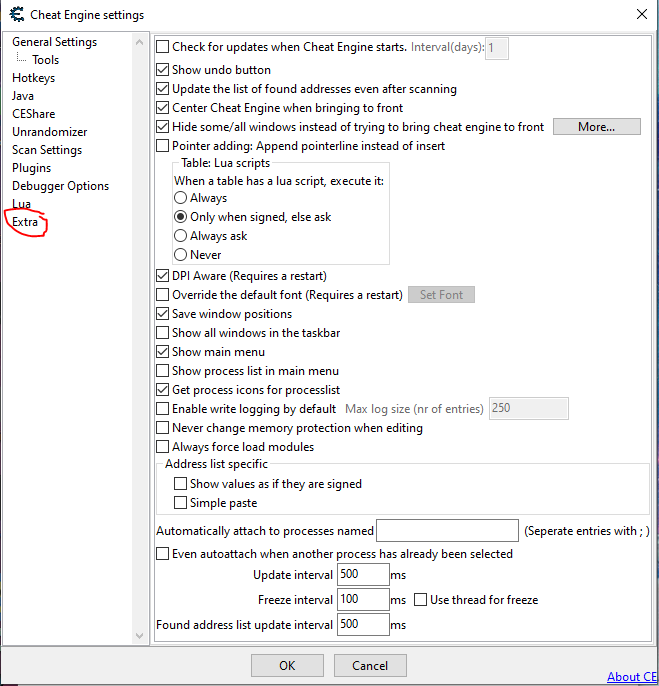 Cheat Engine settings
General Settings
Tools
Hotkeys
Java
CEShare
Unrandomizer
Scan Settings
Plugins
Debugger Options
Lua
Extra
Check for updates when Cheat Engine starts. Interval(days): 1
Show undo button
Update the list of found addresses even after scanning
Center Cheat Engine when bringing to front
Hide some/all windows instead of trying to bring cheat engine to front More...
Pointer adding: Append pointerline instead of insert
Table: Lua scripts
When a table has a lua script, execute it:
Always
Only when signed, else ask
Always ask
Never
DPI Aware (Requires a restart)
Override the default font (Requires a restart) Set Font
Save window positions
Show all windows in the taskbar
Show main menu
Show process list in main menu
Get process icons for processlist
Enable write logging by default Max log size (nr of entries) 250
Never change memory protection when editing
Always force load modules
Address list specific
Show values as if they are signed
Simple paste
Automatically attach to processes named (Seperate entries with ; )
Even autoattach when another process has already been selected
Update interval 500 ms
Freeze interval 100 ms Use thread for freeze
Found address list update interval 500 ms
OK Cancel
About CE